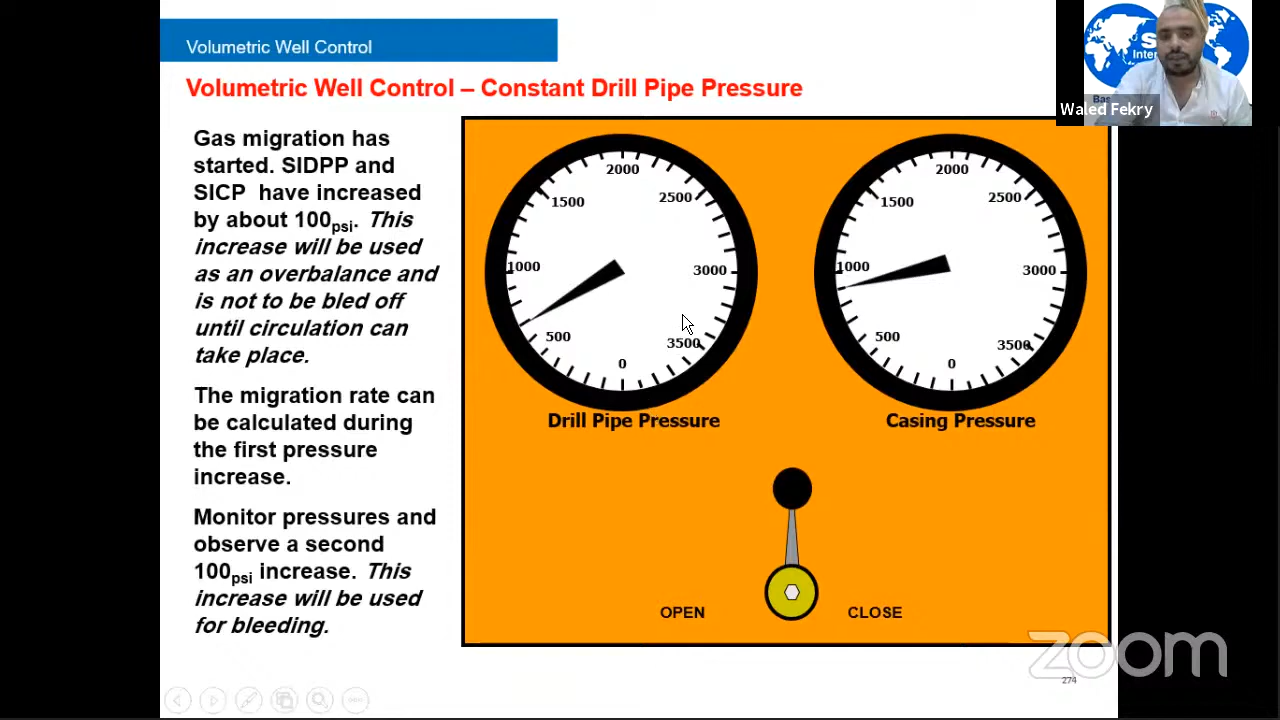 Volumetric Well Control
Volumetric Well Control – Constant Drill Pipe Pressure
Gas migration has
started. SIDPP and
SICP have increased
by about 100psi. This
increase will be used
as an overbalance and
is not to be bled off
until circulation can
take place.
The migration rate can
be calculated during
the first pressure
increase.
Monitor pressures and
observe a second
100psi increase. This
increase will be used
for bleeding.
2000
1500
2500
1000
3000
500
3500
0
Drill Pipe Pressure
2000
1500
2500
1000
3000
500
3500
0
Casing Pressure
OPEN
CLOSE
274
Waled Fekry
zoom